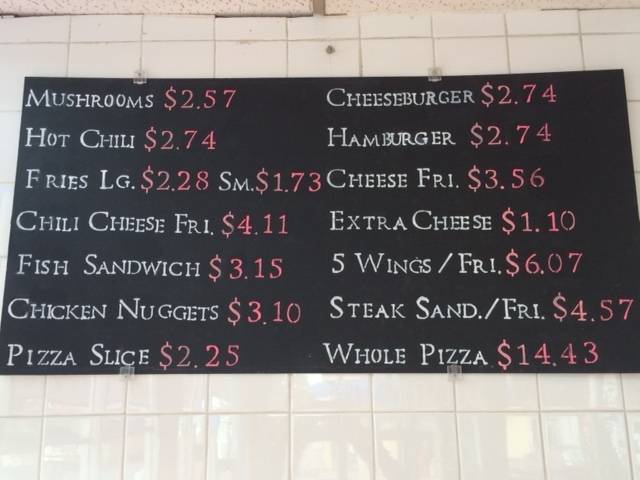 Mushrooms $2.57
Hot Chili $2.74
Fries Lg. $2.28 Sm. $1.73
Chili Cheese Fri. $4.11
Fish Sandwich $3.15
Chicken Nuggets $3.10
Pizza Slice $2.25
Cheeseburger $2.74
Hamburger $2.74
Cheese Fri. $3.56
Extra Cheese $1.10
5 Wings / Fri. $6.07
Steak Sand./Fri. $4.57
Whole Pizza $14.43